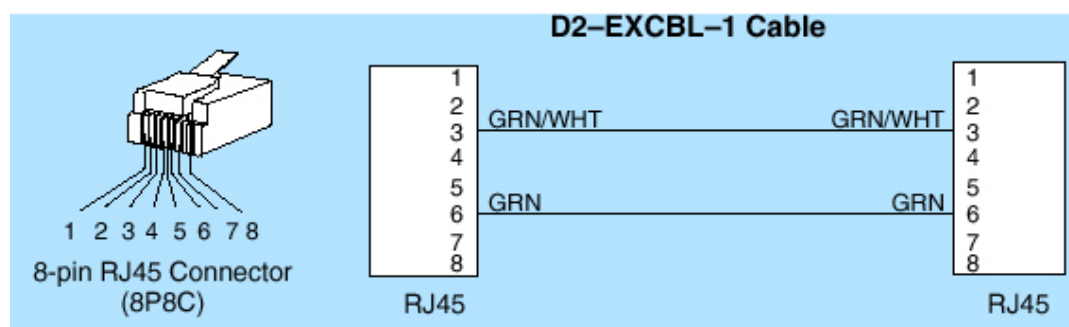 D2–EXCBL–1 Cable
1 2 3 4 5 6 7 8
8-pin RJ45 Connector
(8P8C)
1
2
3
4
5
6
7
8
RJ45
GRN/WHT GRN/WHT
GRN GRN
1
2
3
4
5
6
7
8
RJ45